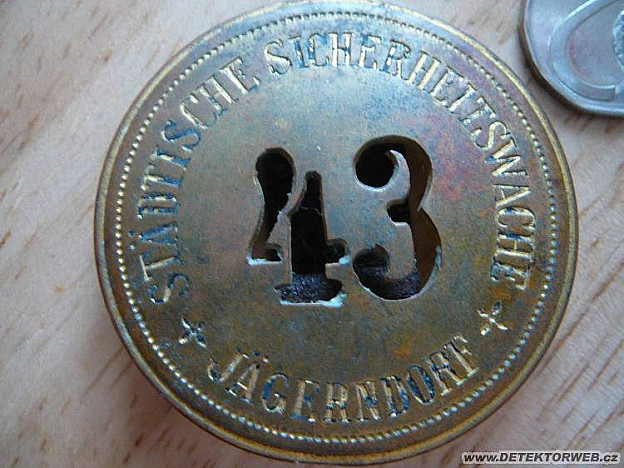 STÄDTISCHE SICHERHEITSWACHE
43
* JÄGERNDORF *
WWW.DETEKTORWEB.cz